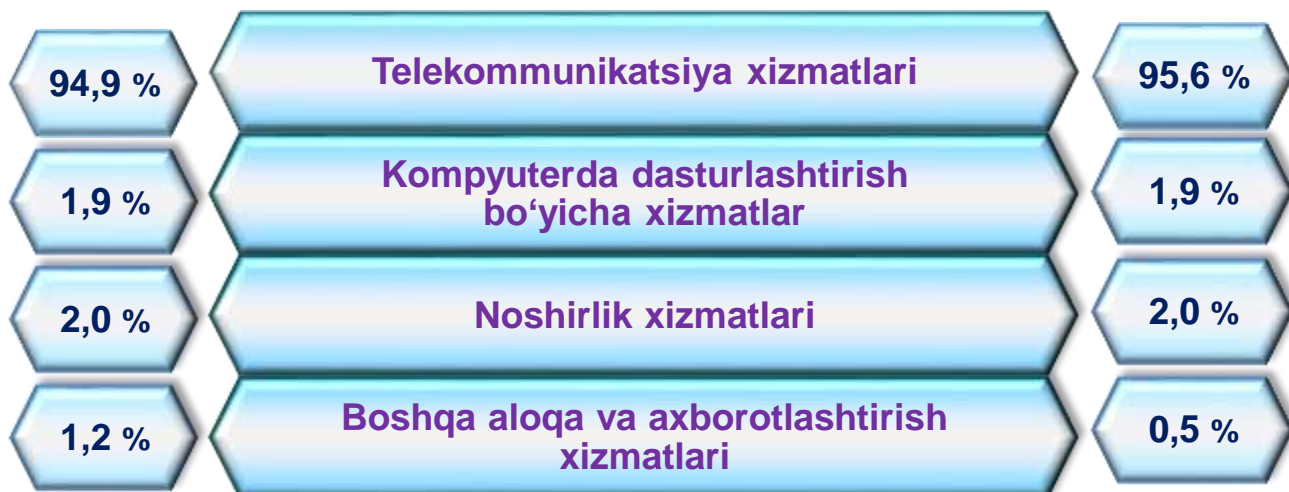 94,9 % Telekommunikatsiya xizmatlari 95,6 %
1,9 % Kompyuterda dasturlashtirish bo‘yicha xizmatlar 1,9 %
2,0 % Noshirlik xizmatlari 2,0 %
1,2 % Boshqa aloqa va axborotlashtirish xizmatlari 0,5 %